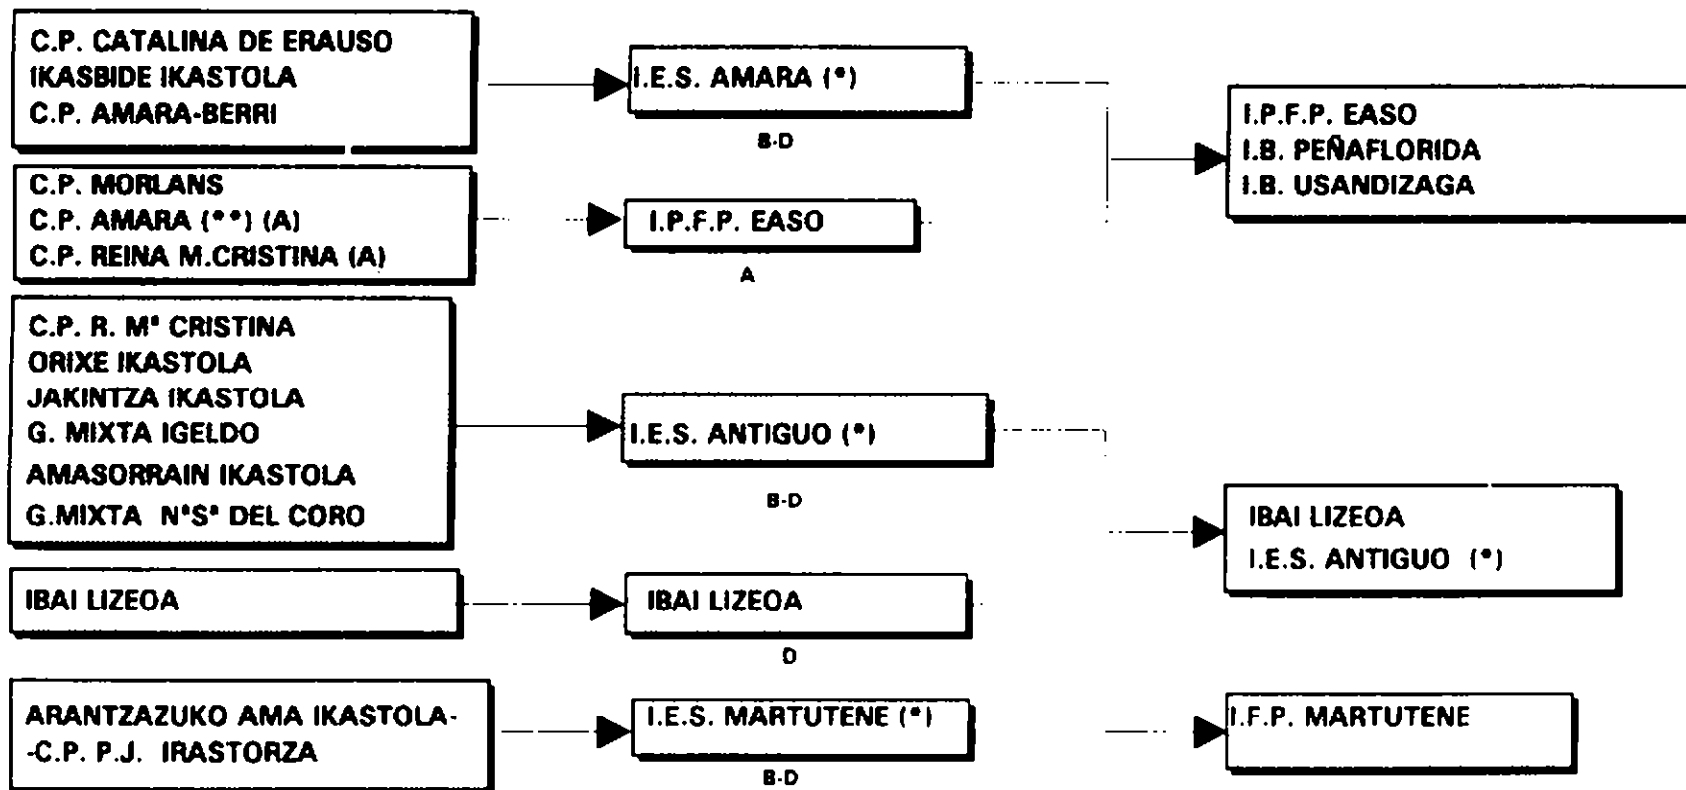 C.P. CATALINA DE ERAUSO
IKASBIDE IKASTOLA
C.P. AMARA-BERRI
I.E.S. AMARA (*)
B-D
I.P.F.P. EASO
I.B. PEÑAFLORIDA
I.B. USANDIZAGA
C.P. MORLANS
C.P. AMARA (**) (A)
C.P. REINA M.CRISTINA (A)
I.P.F.P. EASO
A
C.P. R. Mª CRISTINA
ORIXE IKASTOLA
JAKINTZA IKASTOLA
G. MIXTA IGELDO
AMASORRAIN IKASTOLA
G.MIXTA NªSª DEL CORO
I.E.S. ANTIGUO (*)
B-D
IBAI LIZEOA
I.E.S. ANTIGUO (*)
IBAI LIZEOA
IBAI LIZEOA
D
ARANTZAZUKO AMA IKASTOLA-
-C.P. P.J. IRASTORZA
I.E.S. MARTUTENE (*)
B-D
I.F.P. MARTUTENE